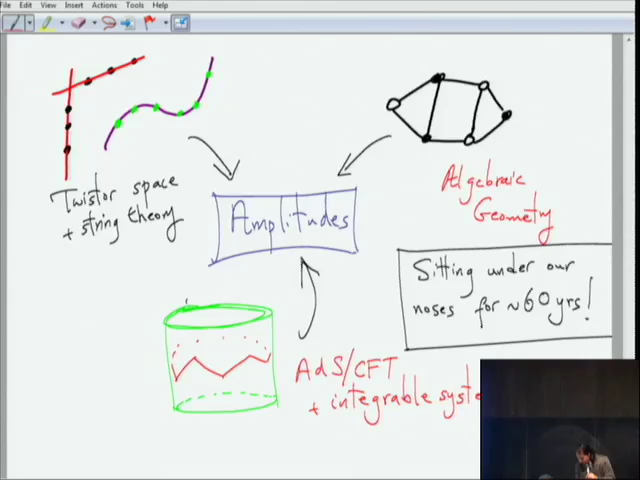 File Edit View Insert Actions Tools Help
Twistor space
+ string theory
Amplitudes
Algebraic
Geometry
Sitting under our
noses for ~60 yrs!
AdS/CFT
+ integrable syste